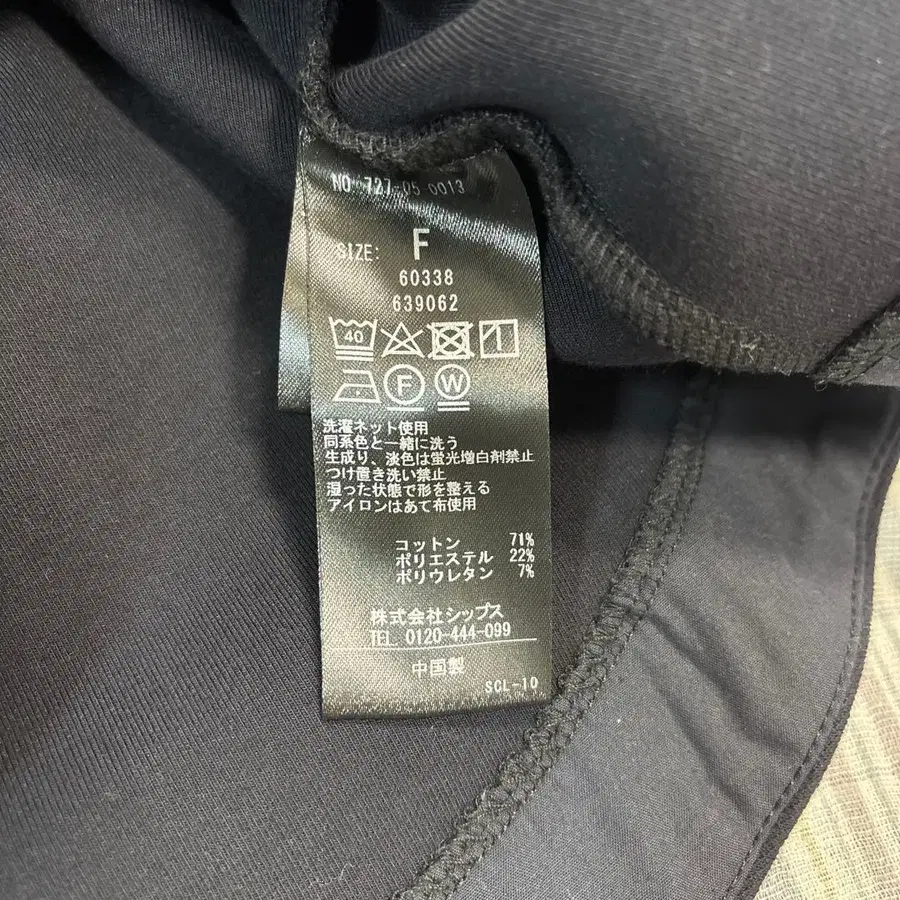 NO. 727-05 0013
SIZE: F
60338
639062
40
F W
洗濯ネット使用
同系色と一緒に洗う
生成り、淡色は蛍光増白剤禁止
つけ置き洗い禁止
湿った状態で形を整える
アイロンはあて布使用
コットン 71%
ポリエステル 22%
ポリウレタン 7%
株式会社シップス
TEL. 0120-444-099
中国製
SCL-10